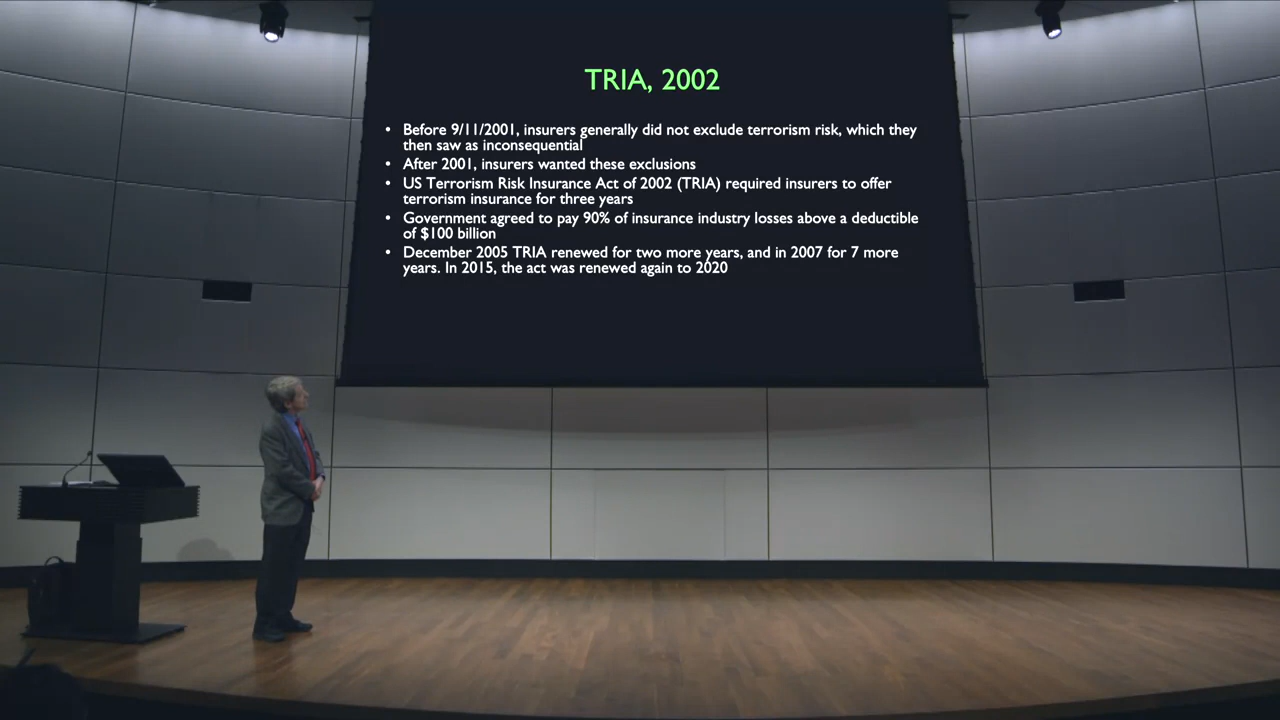 TRIA, 2002
• Before 9/11/2001, insurers generally did not exclude terrorism risk, which they
then saw as inconsequential
• After 2001, insurers wanted these exclusions
• US Terrorism Risk Insurance Act of 2002 (TRIA) required insurers to offer
terrorism insurance for three years
• Government agreed to pay 90% of insurance industry losses above a deductible
of $100 billion
• December 2005 TRIA renewed for two more years, and in 2007 for 7 more
years. In 2015, the act was renewed again to 2020